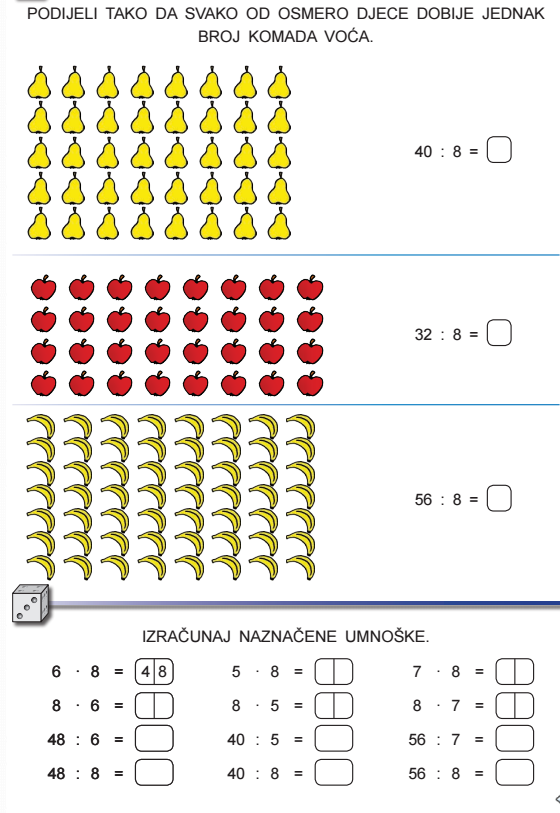 PODIJELI TAKO DA SVAKO OD OSMERO DJECE DOBIJE JEDNAK
BROJ KOMADA VOĆA.
40 : 8 =
32 : 8 =
56 : 8 =
IZRAČUNAJ NAZNAČENE UMNOŠKE.
6 · 8 = 48 5 · 8 = 7 · 8 =
8 · 6 = 8 · 5 = 8 · 7 =
48 : 6 = 40 : 5 = 56 : 7 =
48 : 8 = 40 : 8 = 56 : 8 =